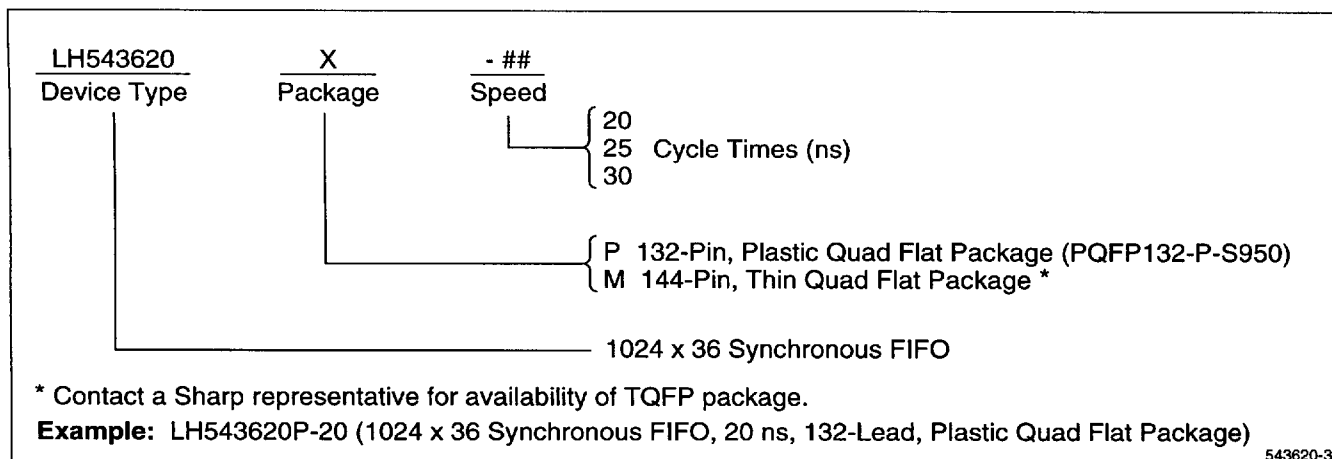 LH543620 X - ##
Device Type Package Speed
20
25 Cycle Times (ns)
30
P 132-Pin, Plastic Quad Flat Package (PQFP132-P-S950)
M 144-Pin, Thin Quad Flat Package *
1024 x 36 Synchronous FIFO
* Contact a Sharp representative for availability of TQFP package.
Example: LH543620P-20 (1024 x 36 Synchronous FIFO, 20 ns, 132-Lead, Plastic Quad Flat Package)